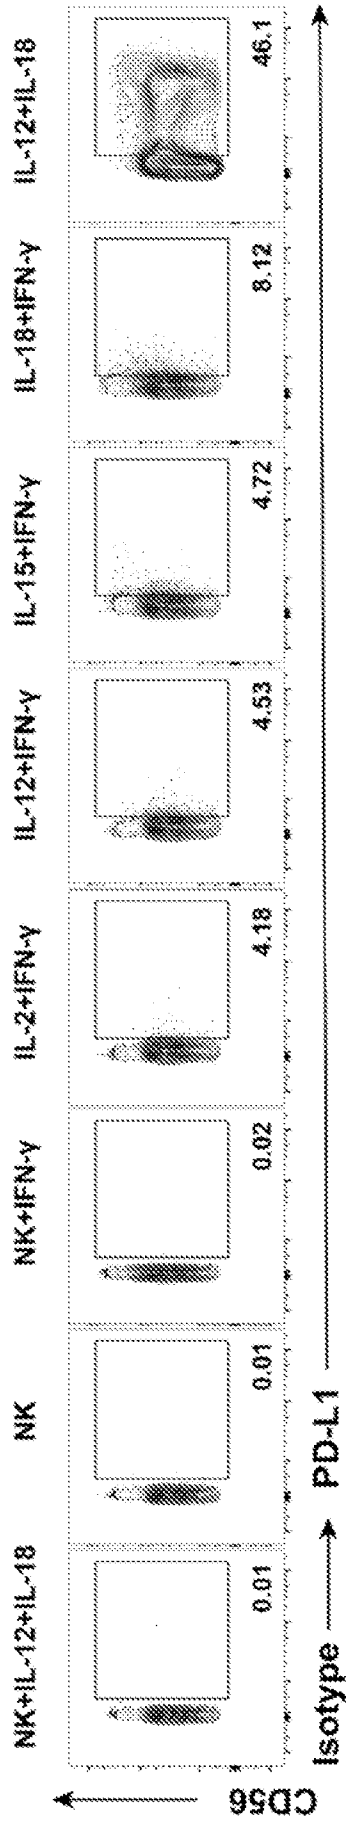 NK+IL-12+IL-18 NK NK+IFN-γ IL-2+IFN-γ IL-12+IFN-γ IL-15+IFN-γ IL-18+IFN-γ IL-12+IL-18
CD56
0.01 0.01 0.02 4.18 4.53 4.72 8.12 46.1
Isotype PD-L1